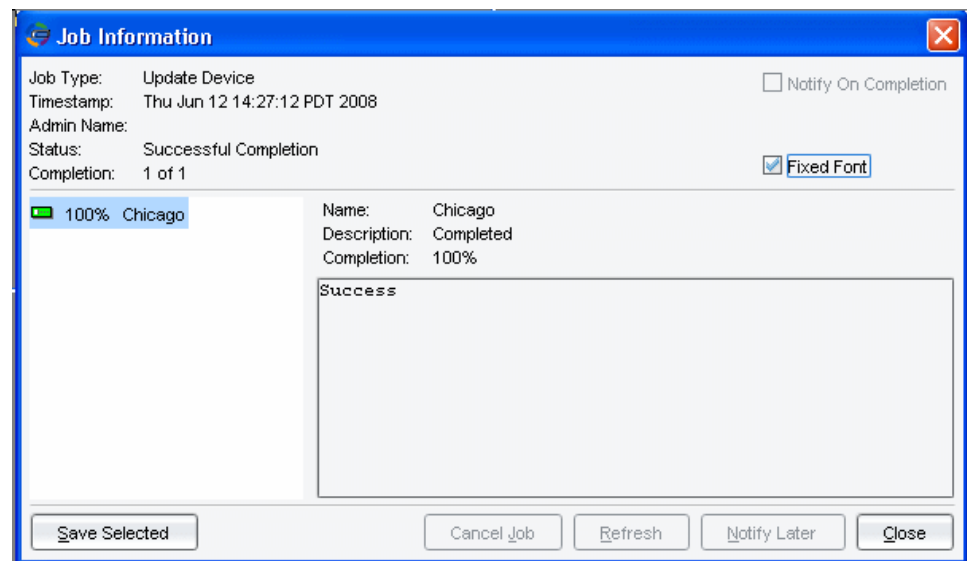 Job Information
Job Type: Update Device
Notify On Completion
Timestamp: Thu Jun 12 14:27:12 PDT 2008
Admin Name:
Status: Successful Completion
Fixed Font
Completion: 1 of 1
100% Chicago
Name: Chicago
Description: Completed
Completion: 100%
Success
Save Selected Cancel Job Refresh Notify Later Close